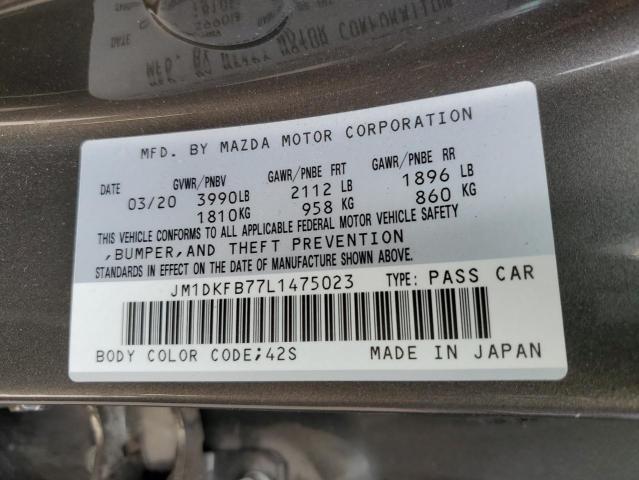 MFD. BY MAZDA MOTOR CORPORATION
DATE GVWR/PNBV GAWR/PNBE FRT GAWR/PNBE RR
03/20 3990LB 2112 LB 1896 LB
1810KG 958 KG 860 KG
THIS VEHICLE CONFORMS TO ALL APPLICABLE FEDERAL MOTOR VEHICLE SAFETY
,BUMPER,AND THEFT PREVENTION
STANDARDS IN EFFECT ON THE DATE OF MANUFACTURE SHOWN ABOVE.
JM1DKFB77L1475023 TYPE: PASS CAR
BODY COLOR CODE;42S MADE IN JAPAN